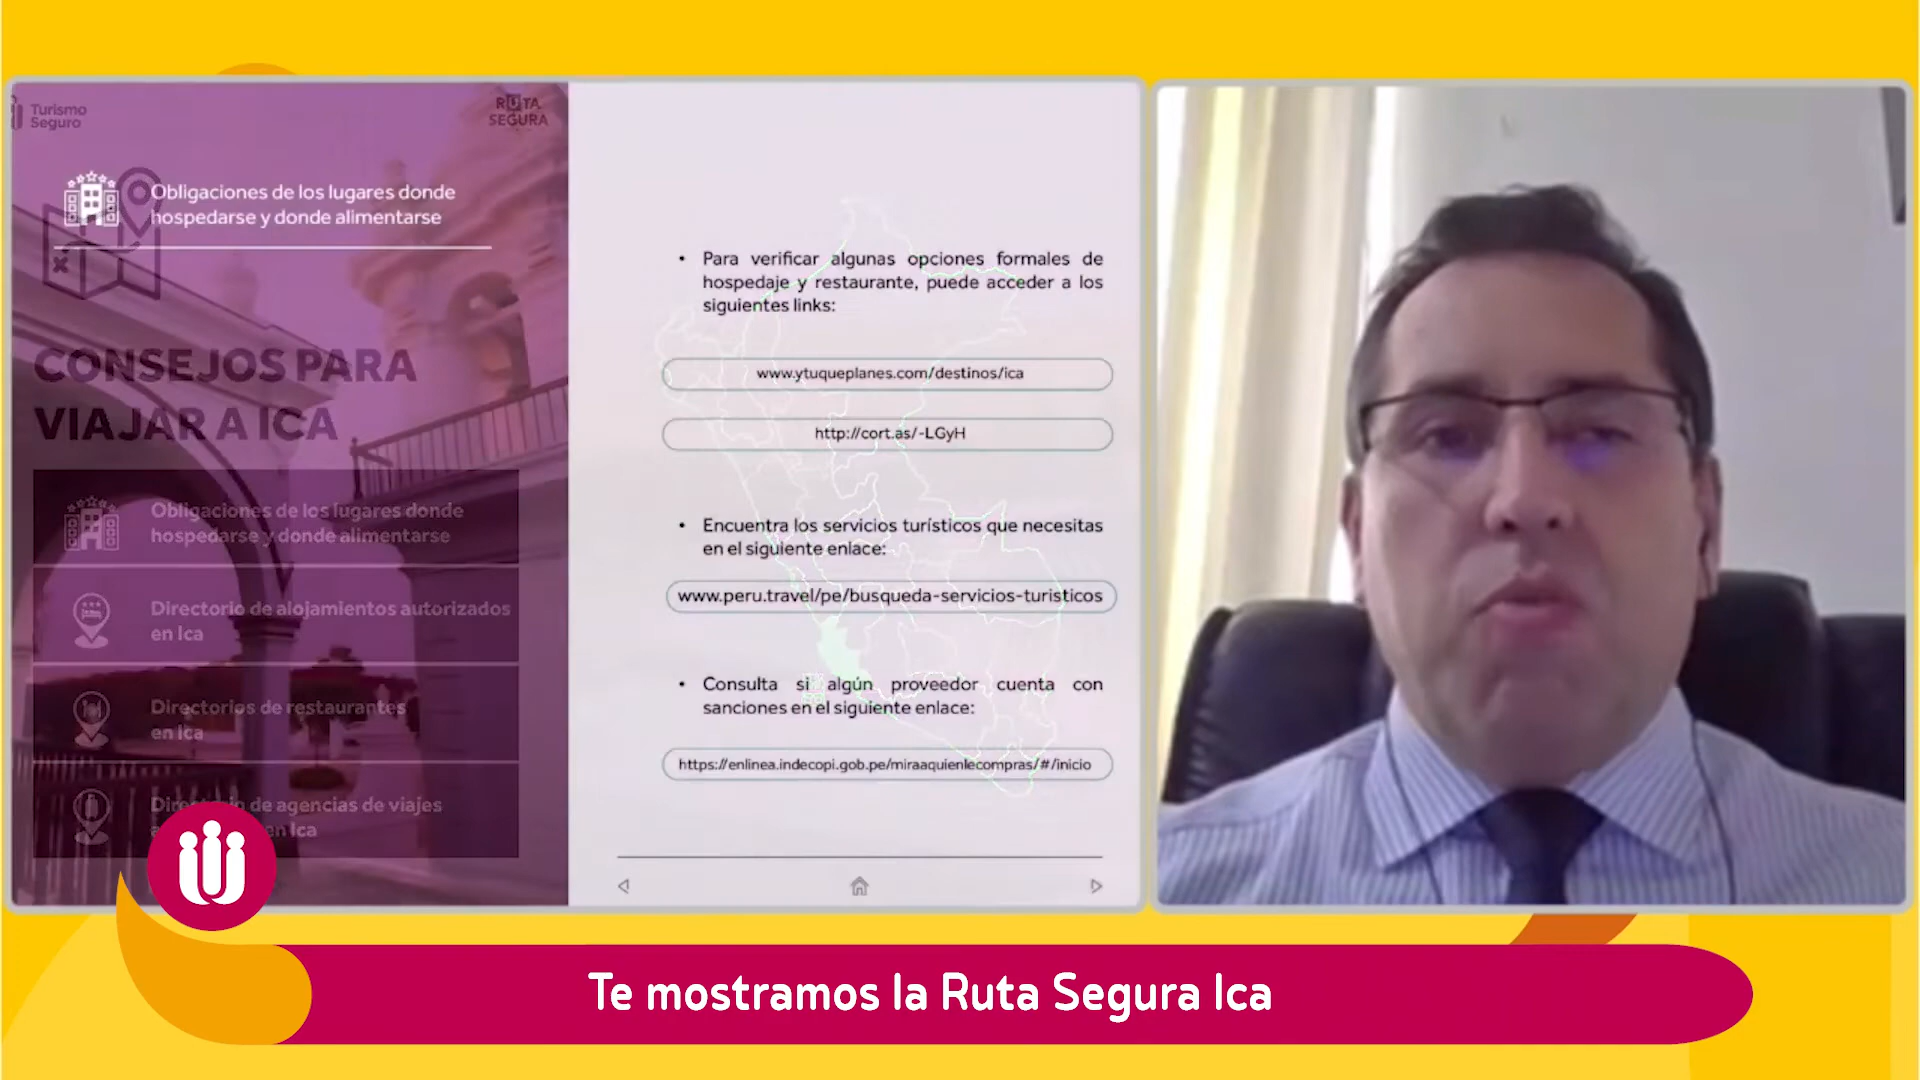 Turismo
Seguro
RUTA
SEGURA
Obligaciones de los lugares donde
hospedarse y donde alimentarse
CONSEJOS PARA
VIAJAR A ICA
Obligaciones de los lugares donde
hospedarse y donde alimentarse
Directorio de alojamientos autorizados
en Ica
Directorios de restaurantes
en Ica
de agencias de viajes
en Ica
• Para verificar algunas opciones formales de
hospedaje y restaurante, puede acceder a los
siguientes links:
www.ytuqueplanes.com/destinos/ica
http://cort.as/-LGyH
• Encuentra los servicios turísticos que necesitas
en el siguiente enlace:
www.peru.travel/pe/busqueda-servicios-turisticos
• Consulta si algún proveedor cuenta con
sanciones en el siguiente enlace:
https://enlinea.indecopi.gob.pe/miraaquienlecompras/#/inicio
Te mostramos la Ruta Segura Ica